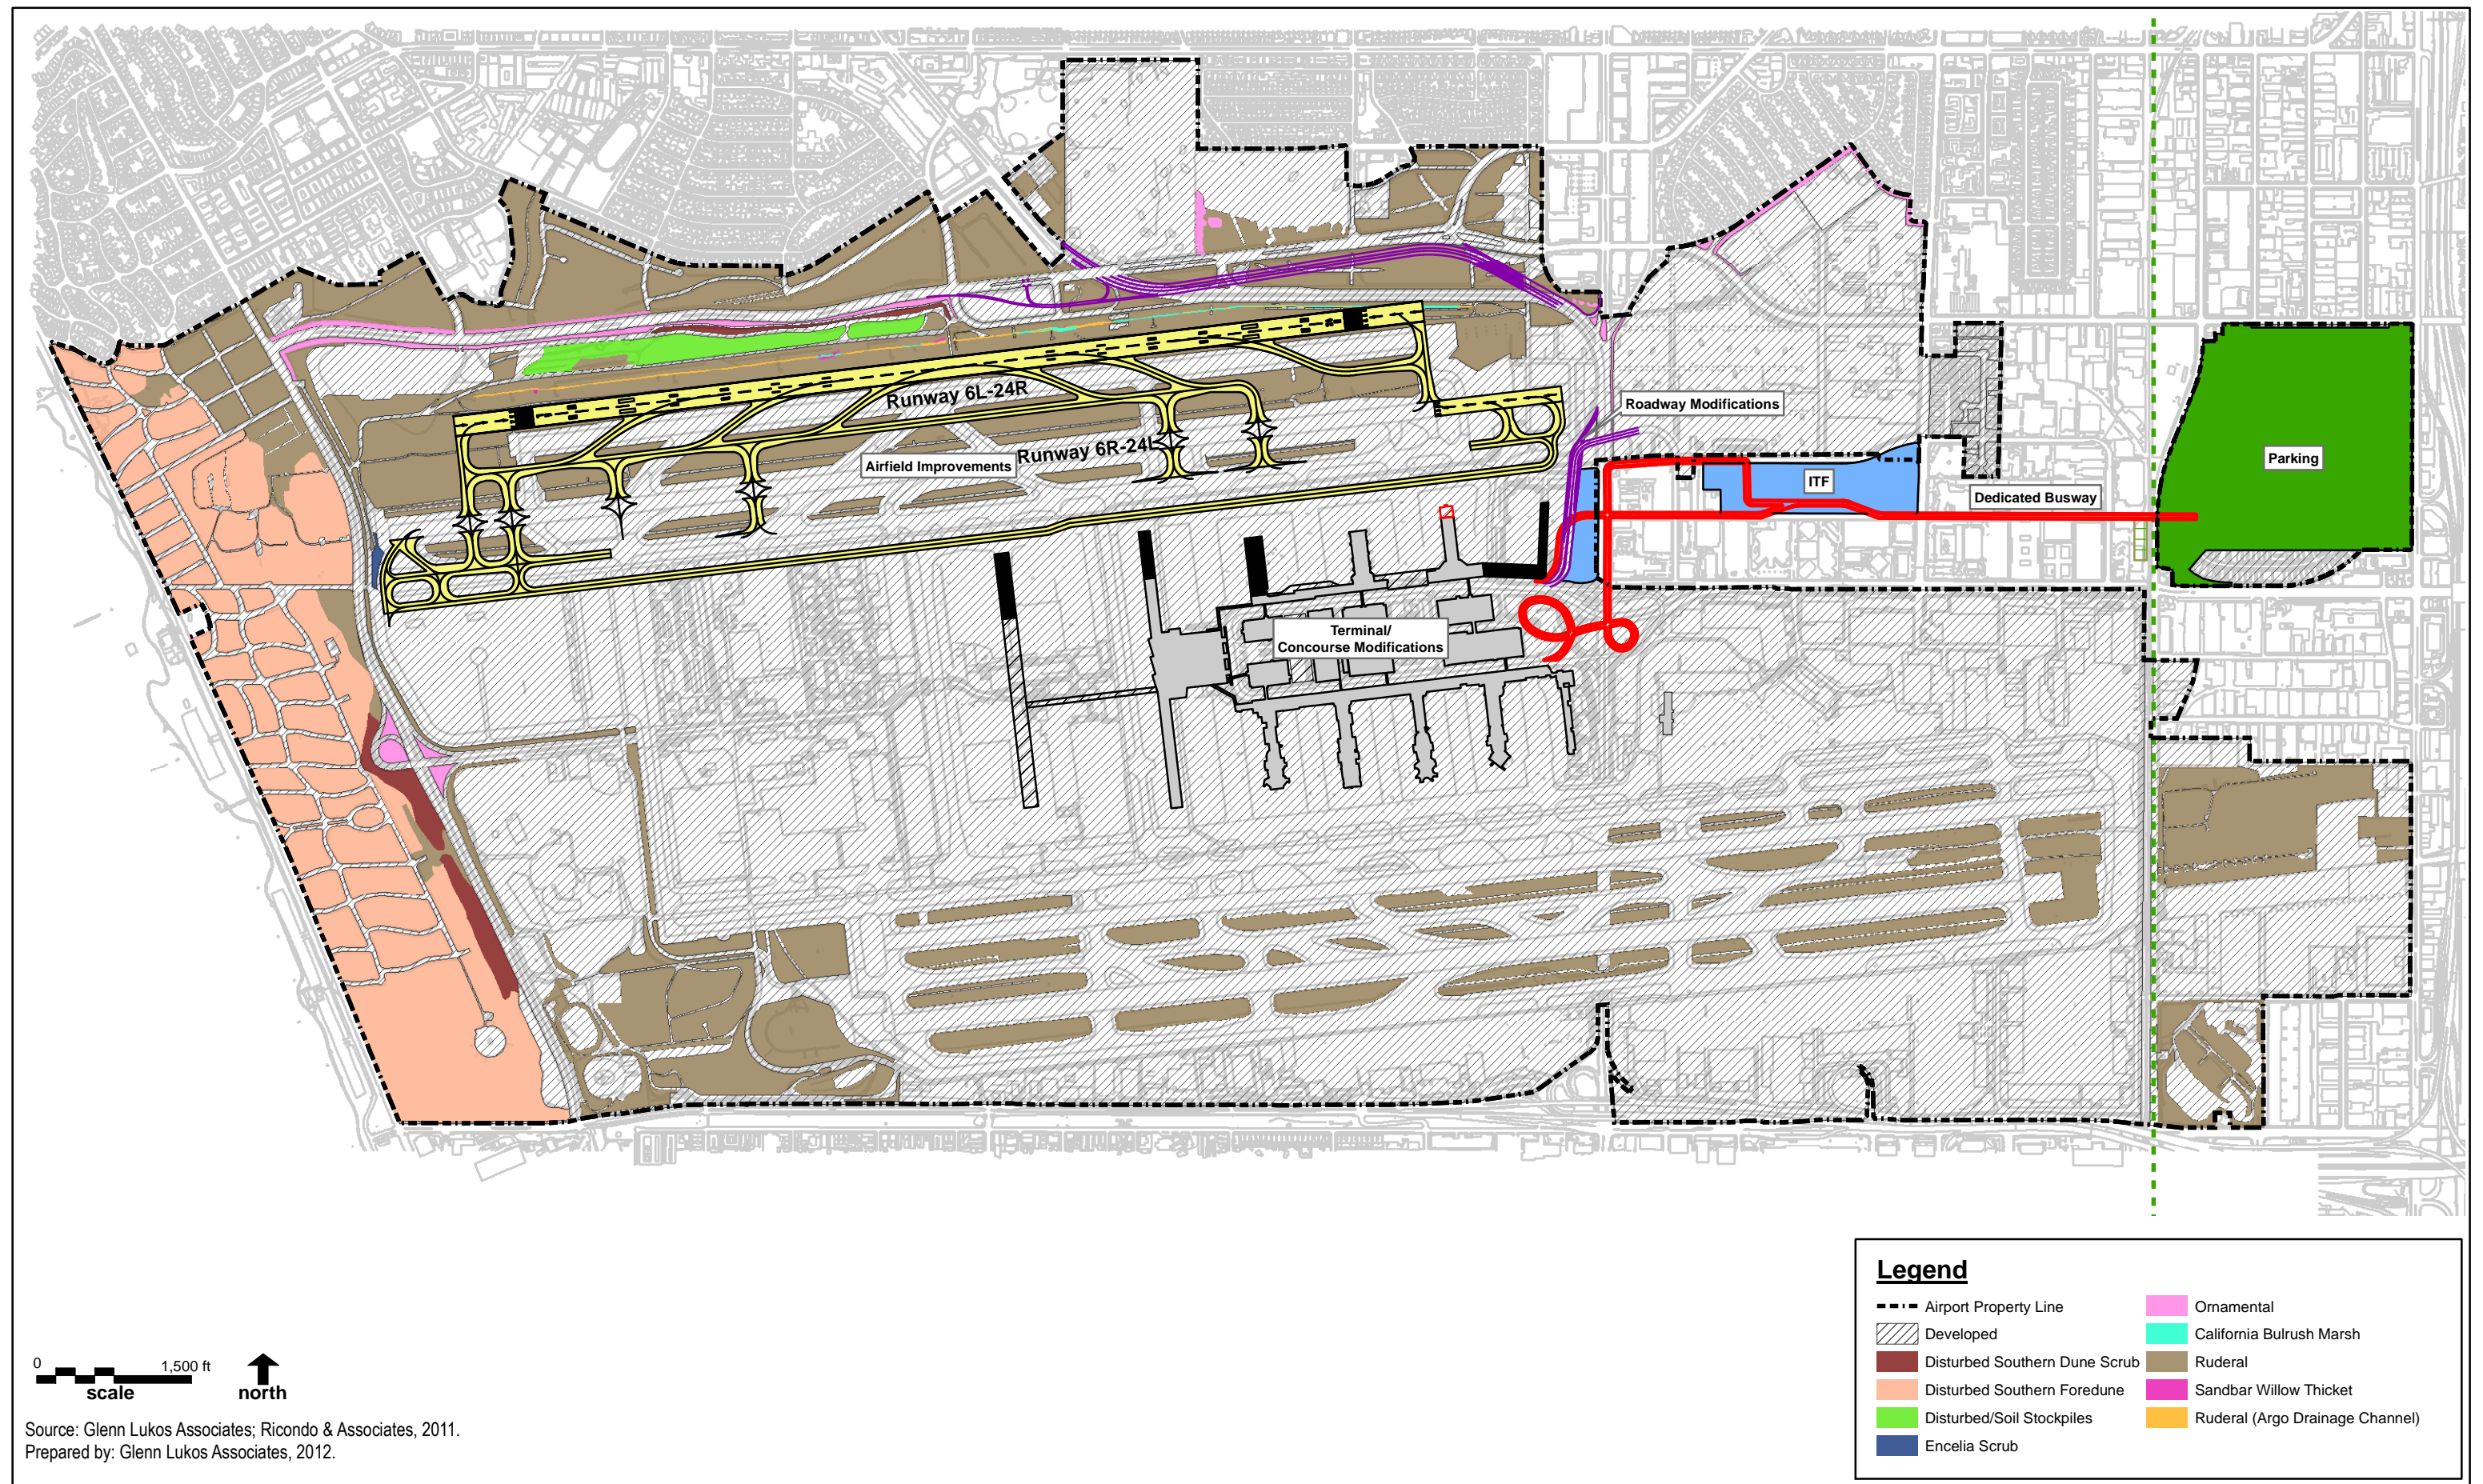 Runway 6L-24R
Roadway Modifications
Runway 6R-24L
Airfield Improvements
Parking
ITF
Dedicated Busway
Terminal/
Concourse Modifications
Legend
Airport Property Line
Developed
Disturbed Southern Dune Scrub
Disturbed Southern Foredune
Disturbed/Soil Stockpiles
Encelia Scrub
Ornamental
California Bulrush Marsh
Ruderal
Sandbar Willow Thicket
Ruderal (Argo Drainage Channel)
0 1,500 ft
scale
north
Source: Glenn Lukos Associates; Ricondo & Associates, 2011.
Prepared by: Glenn Lukos Associates, 2012.